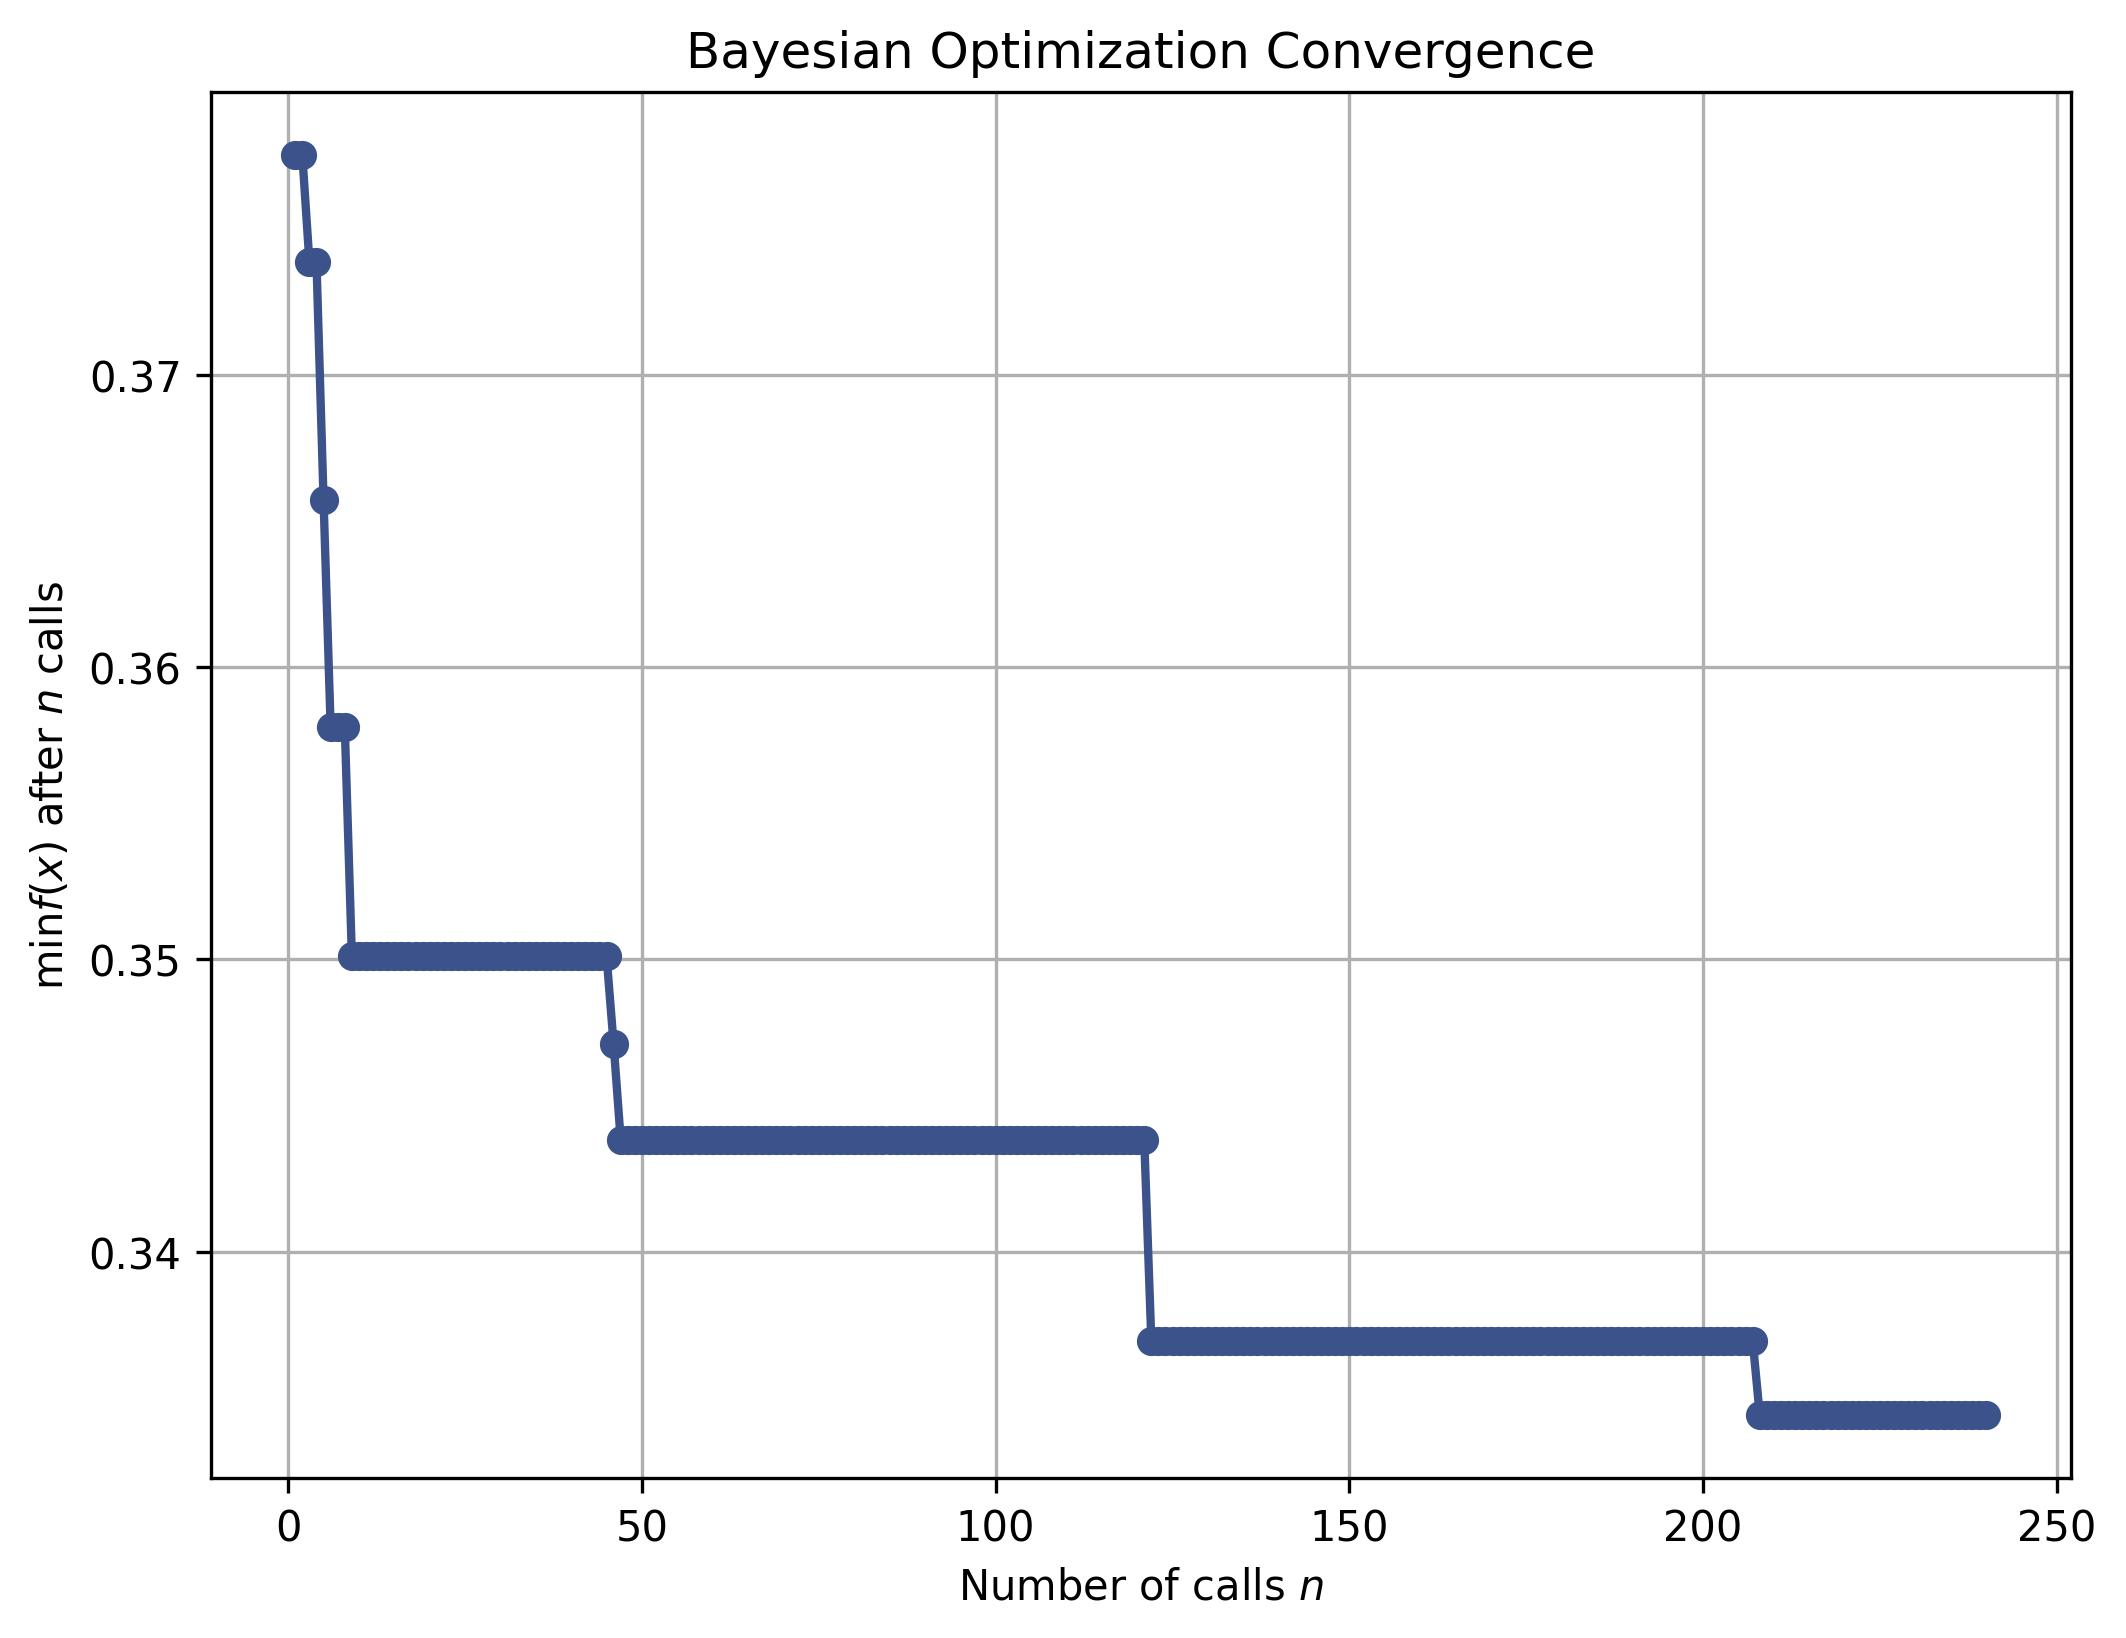 Bayesian Optimization Convergence
0.37
0.36
0.35
0.34
min f(x) after n calls
0 50 100 150 200 250
Number of calls n